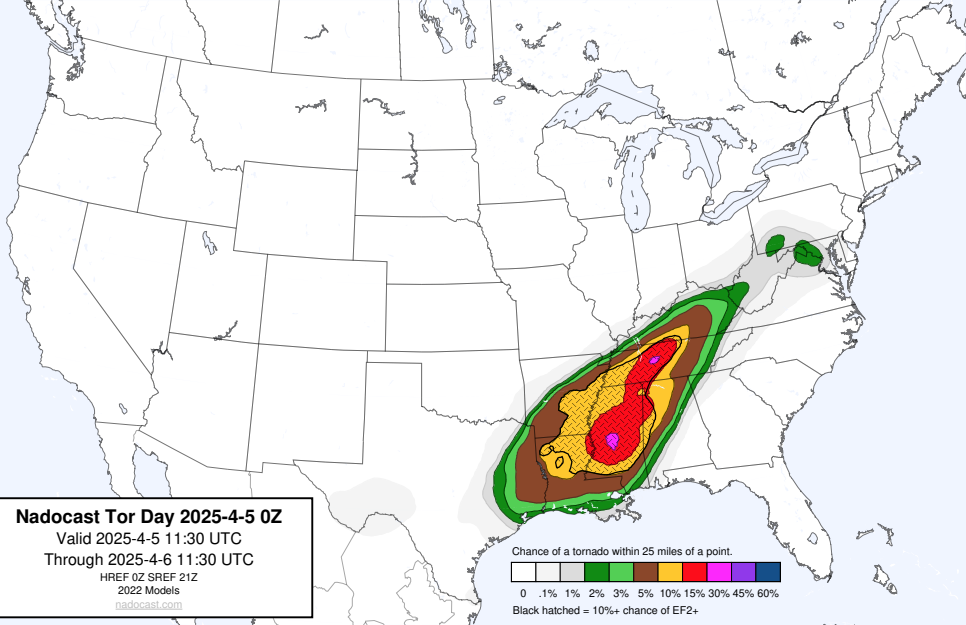 Nadocast Tor Day 2025-4-5 0Z
Valid 2025-4-5 11:30 UTC
Through 2025-4-6 11:30 UTC
HREF 0Z SREF 21Z
2022 Models
nadocast.com
Chance of a tornado within 25 miles of a point.
0 .1% 1% 2% 3% 5% 10% 15% 30% 45% 60%
Black hatched = 10%+ chance of EF2+